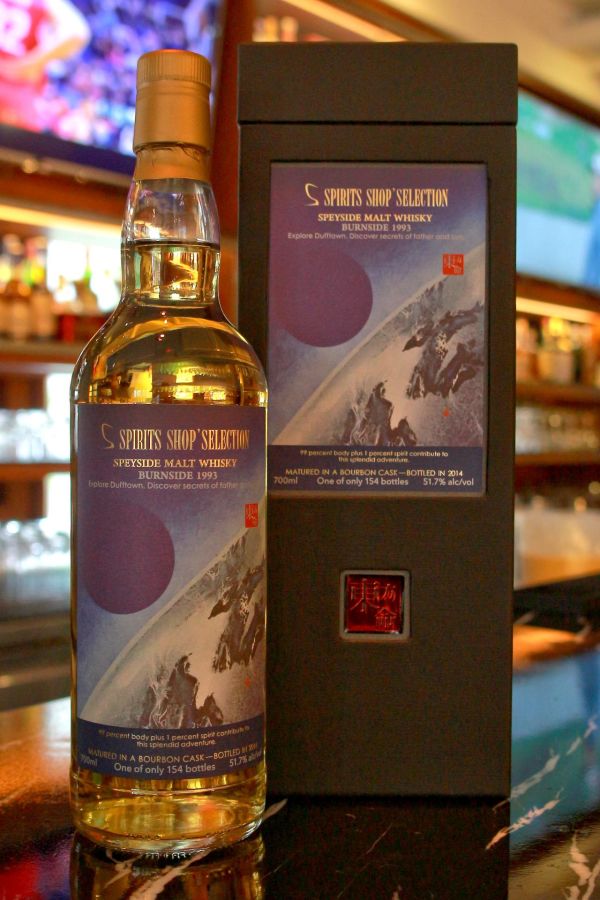 SPIRITS SHOP' SELECTION
SPEYSIDE MALT WHISKY
BURNSIDE 1993
Explore Dufftown. Discover secrets of father and son.
99 percent body plus 1 percent spirit contribute to
this splendid adventure.
MATURED IN A BOURBON CASK—BOTTLED IN 2014
700ml One of only 154 bottles 51.7% alc/vol
SPIRITS SHOP' SELECTION
SPEYSIDE MALT WHISKY
BURNSIDE 1993
Explore Dufftown. Discover secrets of father and
99 percent body plus 1 percent spirit contribute to
this splendid adventure.
MATURED IN A BOURBON CASK—BOTTLED IN 2014
700ml One of only 154 bottles 51.7% alc/vol